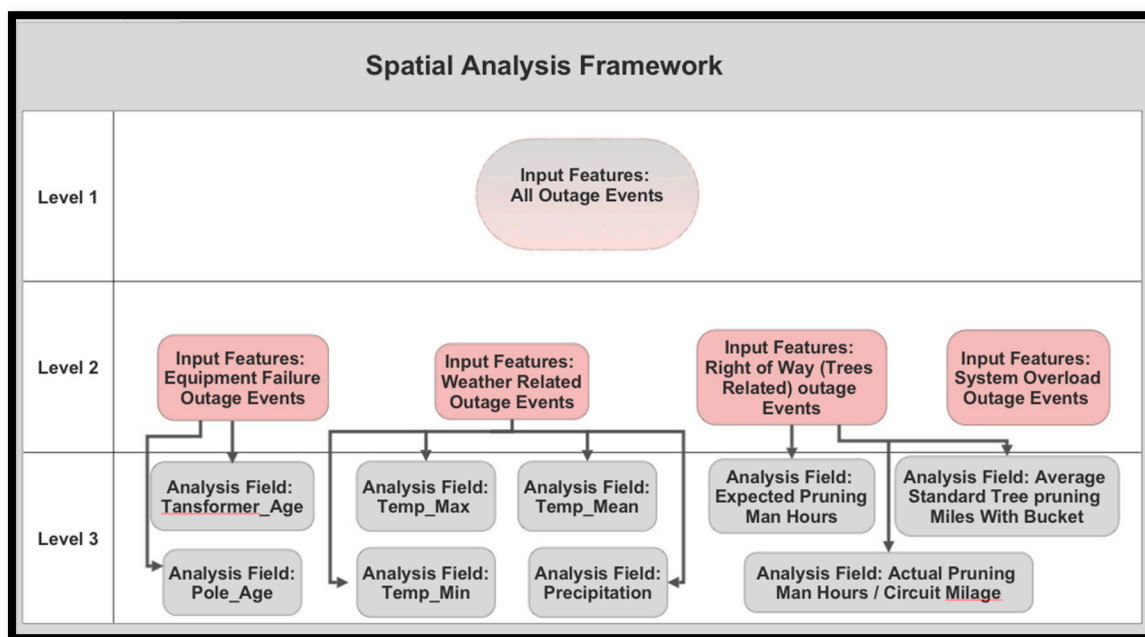 Spatial Analysis Framework
Level 1
Input Features:
All Outage Events
Level 2
Input Features:
Equipment Failure
Outage Events
Input Features:
Weather Related
Outage Events
Input Features:
Right of Way (Trees
Related) outage
Events
Input Features:
System Overload
Outage Events
Level 3
Analysis Field:
Tansformer_Age
Analysis Field:
Temp_Max
Analysis Field:
Temp_Mean
Analysis Field:
Expected Pruning
Man Hours
Analysis Field: Average
Standard Tree pruning
Miles With Bucket
Analysis Field:
Pole_Age
Analysis Field:
Temp_Min
Analysis Field:
Precipitation
Analysis Field: Actual Pruning
Man Hours / Circuit Milage